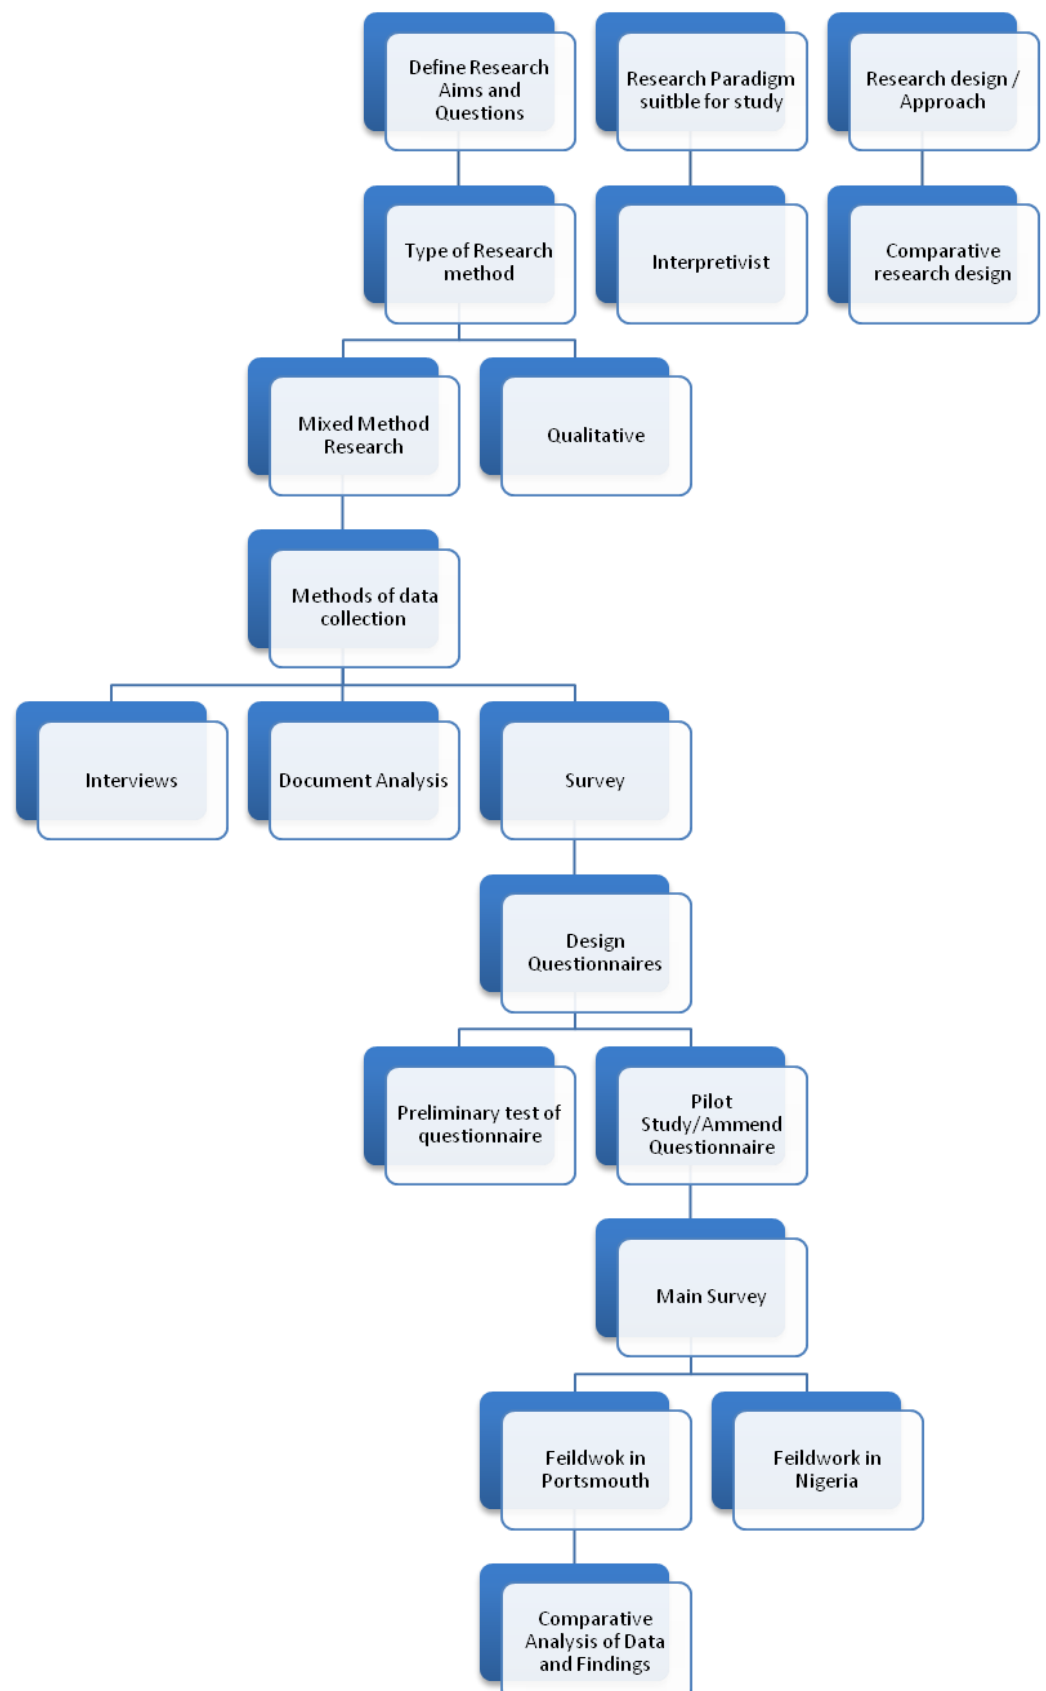 Define Research
Aims and
Questions
Research Paradigm
suitble for study
Research design /
Approach
Type of Research
method
Interpretivist
Comparative
research design
Mixed Method
Research
Qualitative
Methods of data
collection
Interviews
Document Analysis
Survey
Design
Questionnaires
Preliminary test of
questionnaire
Pilot
Study/Ammend
Questionnaire
Main Survey
Feildwok in
Portsmouth
Feildwork in
Nigeria
Comparative
Analysis of Data
and Findings